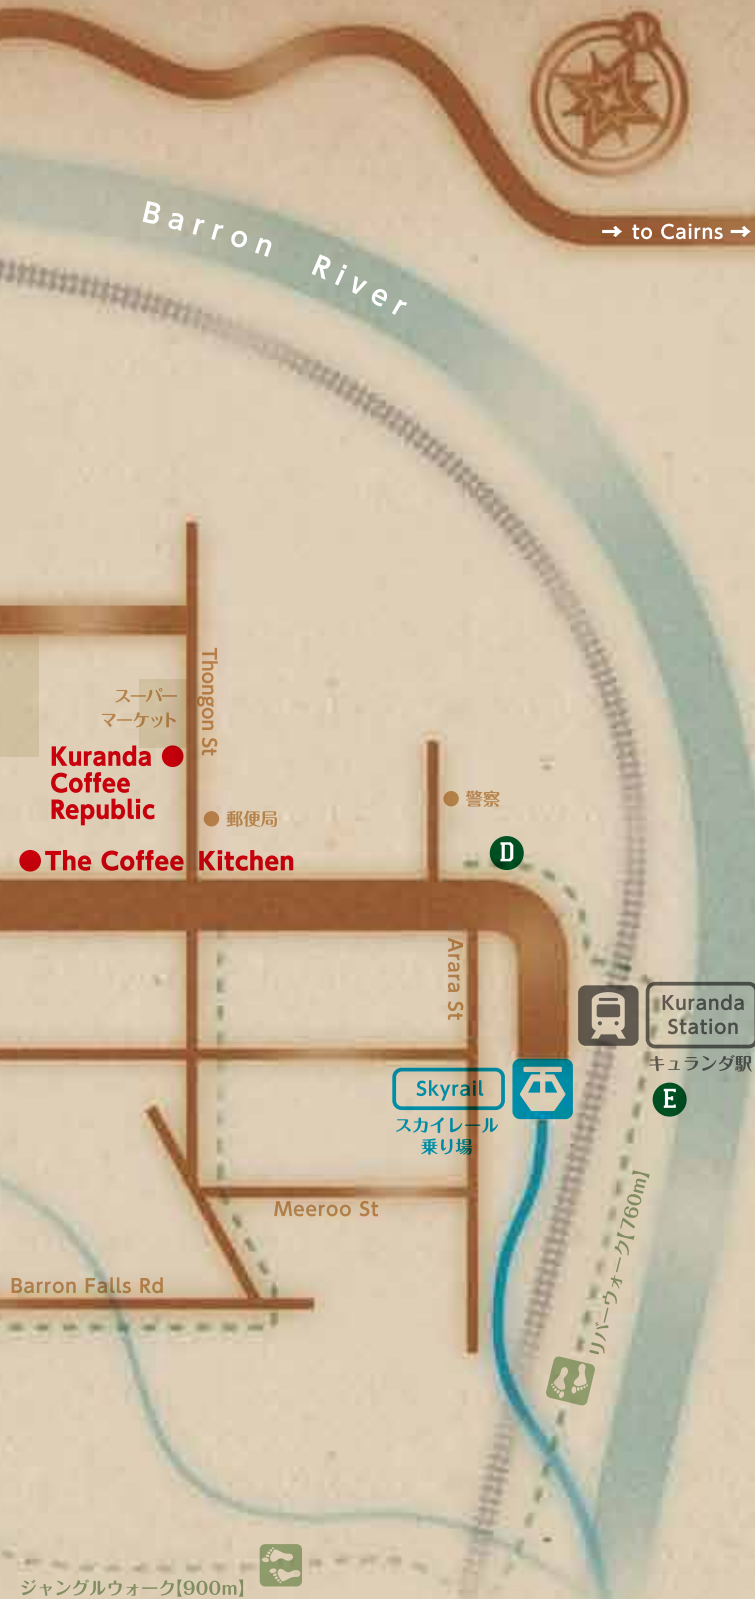 N
→ to Cairns →
Barron River
Thongon St
スーパー
マーケット
Kuranda
Coffee
Republic
警察
郵便局
D
The Coffee Kitchen
Arara St
Kuranda
Station
キュランダ駅
Skyrail
E
スカイレール
乗り場
リバーウォーク【760m】
Meeroo St
Barron Falls Rd
ジャングルウォーク【900m】